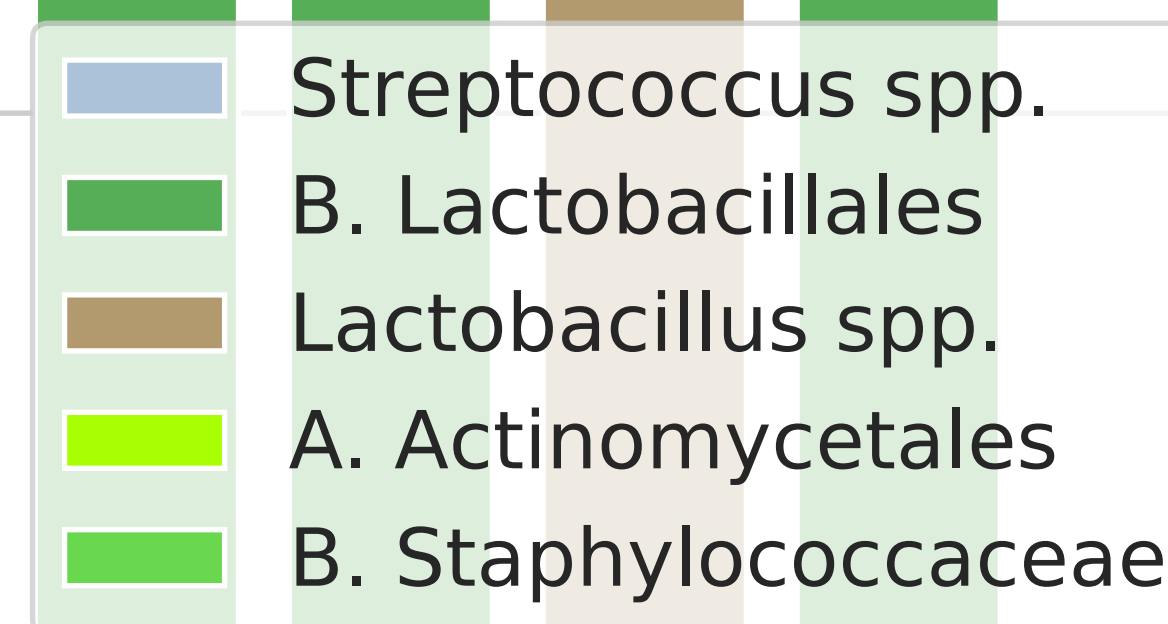 Streptococcus spp.
B. Lactobacillales
Lactobacillus spp.
A. Actinomycetales
B. Staphylococcaceae